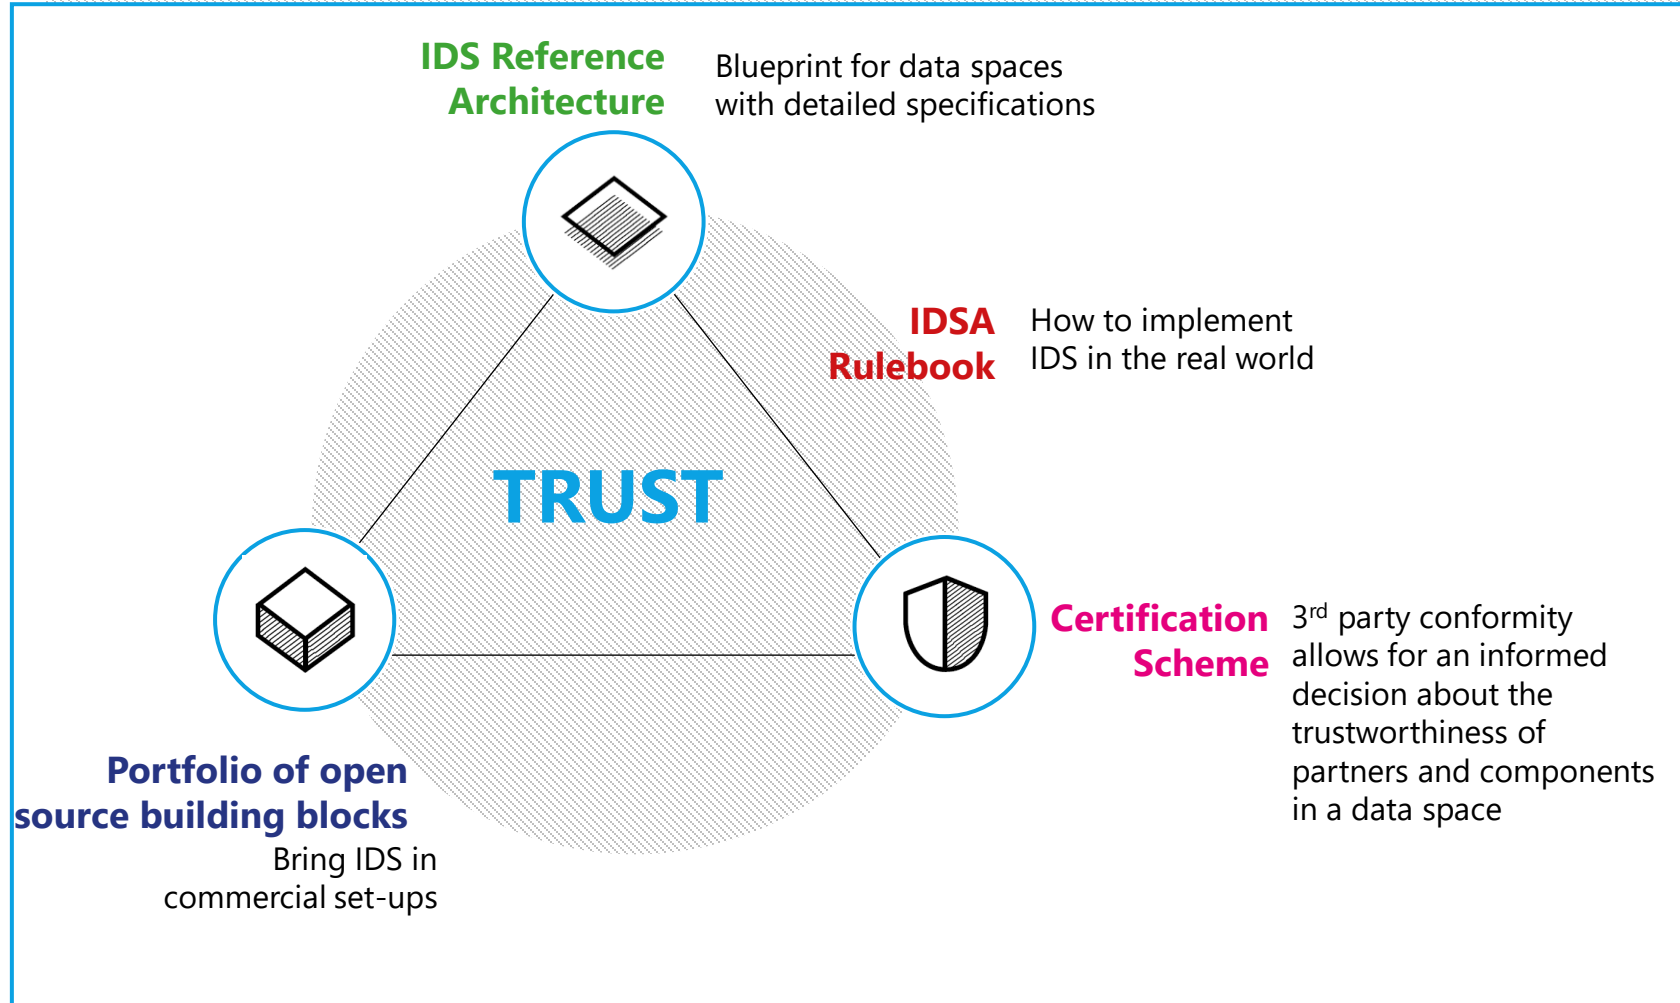 IDS Reference
Architecture
Blueprint for data spaces
with detailed specifications
IDSA
Rulebook
How to implement
IDS in the real world
TRUST
Certification
Scheme
3rd party conformity
allows for an informed
decision about the
trustworthiness of
partners and components
in a data space
Portfolio of open
source building blocks
Bring IDS in
commercial set-ups